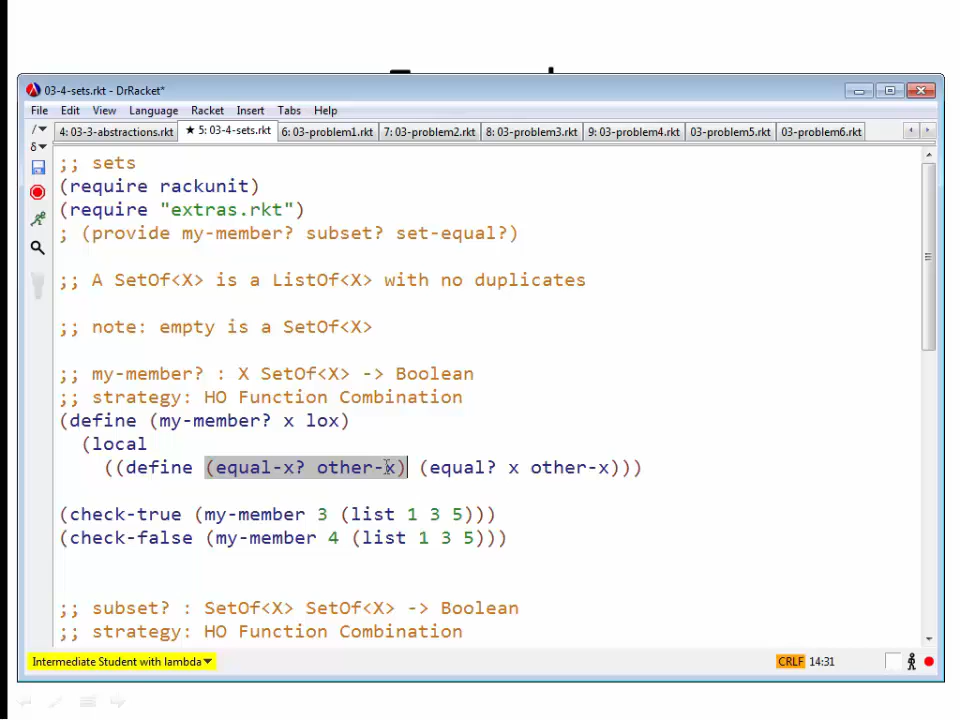 03-4-sets.rkt - DrRacket*
File Edit View Language Racket Insert Tabs Help
4: 03-3-abstractions.rkt ★ 5: 03-4-sets.rkt 6: 03-problem1.rkt 7: 03-problem2.rkt 8: 03-problem3.rkt 9: 03-problem4.rkt 03-problem5.rkt 03-problem6.rkt
;; sets
(require rackunit)
(require "extras.rkt")
; (provide my-member? subset? set-equal?)
;; A SetOf<X> is a ListOf<X> with no duplicates
;; note: empty is a SetOf<X>
;; my-member? : X SetOf<X> -> Boolean
;; strategy: HO Function Combination
(define (my-member? x lox)
(local
((define (equal-x? other-x) (equal? x other-x)))
(check-true (my-member 3 (list 1 3 5)))
(check-false (my-member 4 (list 1 3 5)))
;; subset? : SetOf<X> SetOf<X> -> Boolean
;; strategy: HO Function Combination
Intermediate Student with lambda CRLF 14:31